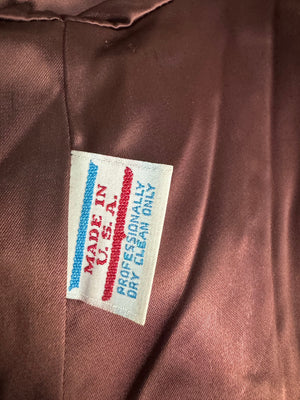 MADE IN
U.S.A.
PROFESSIONALLY
DRY CLEAN ONLY